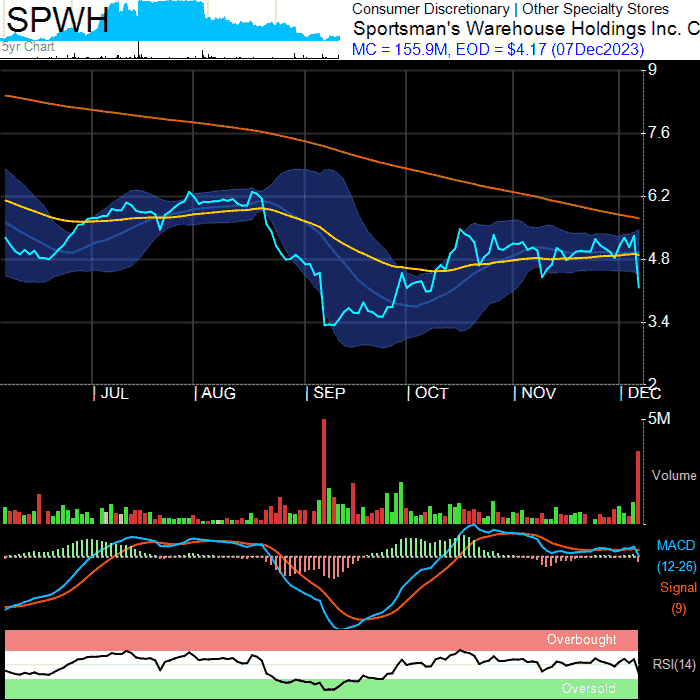 SPWH
5yr Chart
Consumer Discretionary | Other Specialty Stores
Sportsman's Warehouse Holdings Inc. C
MC = 155.9M, EOD = $4.17 (07Dec2023)
9
7.6
6.2
4.8
3.4
2
JUL AUG SEP OCT NOV DEC
5M
Volume
MACD
(12-26)
Signal
(9)
Overbought
RSI(14)
Oversold